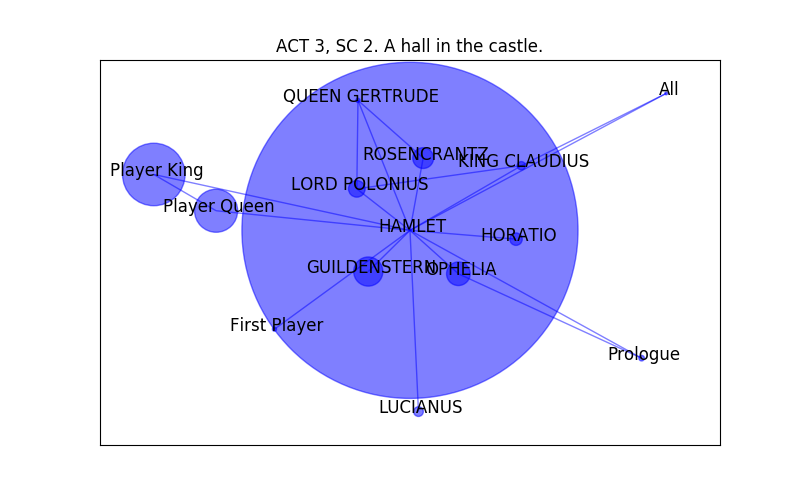 ACT 3, SC 2. A hall in the castle.
All
QUEEN GERTRUDE
ROSENCRANTZ
KING CLAUDIUS
Player King
LORD POLONIUS
Player Queen
HAMLET
HORATIO
GUILDENSTERN
OPHELIA
First Player
Prologue
LUCIANUS